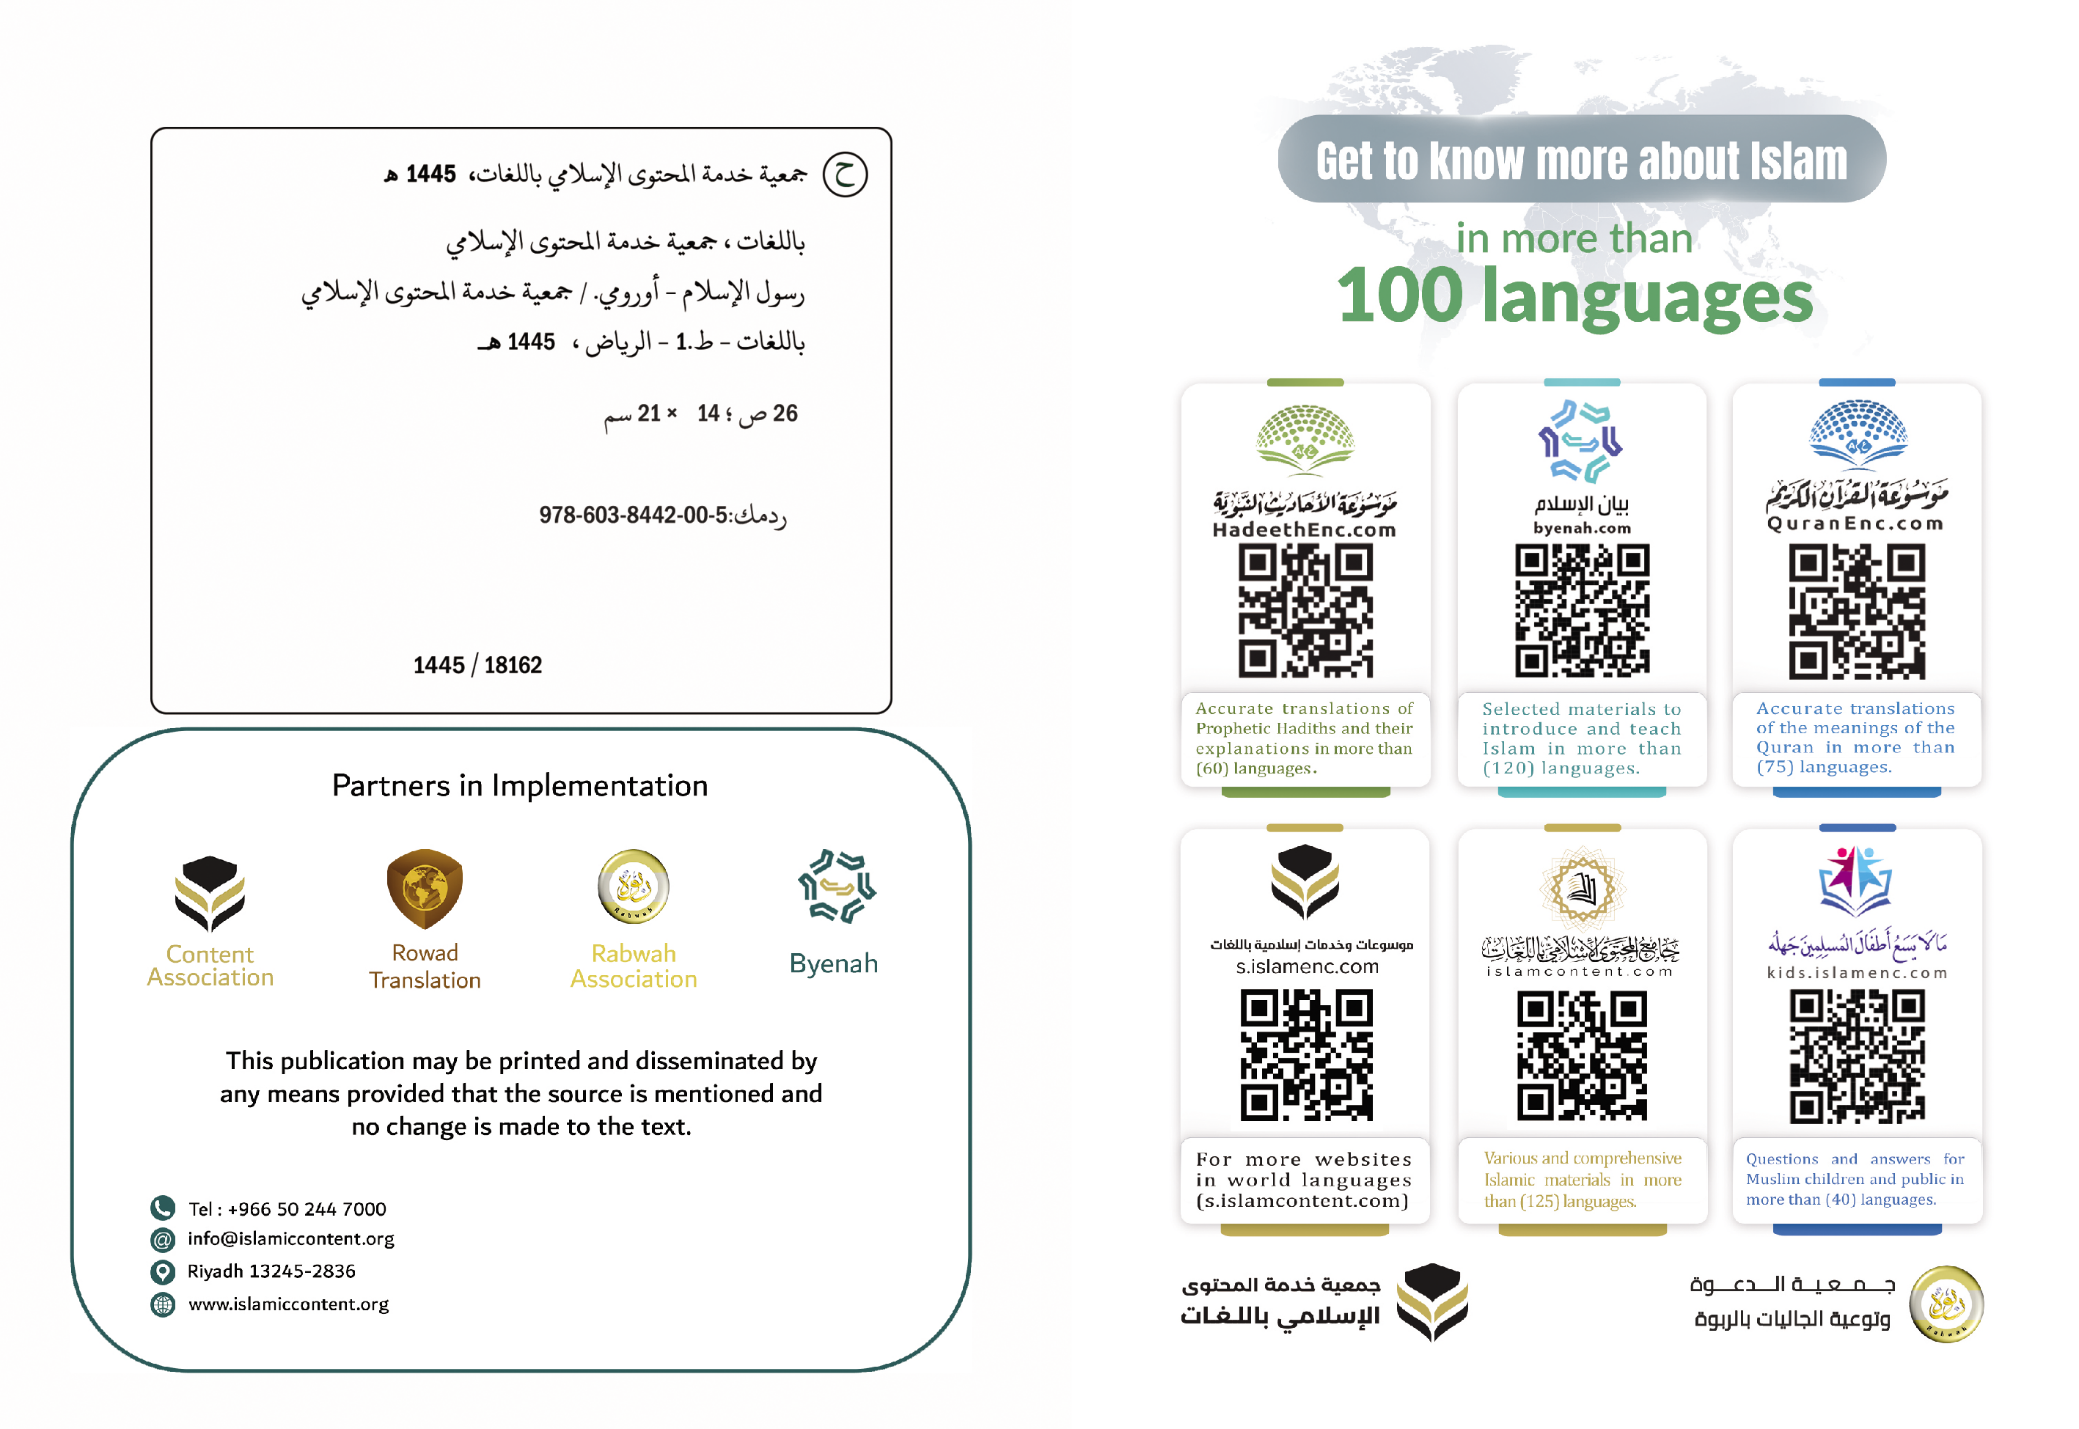 ح جمعية خدمة المحتوى الإسلامي باللغات، 1445 ه
باللغات ، جمعية خدمة المحتوى الإسلامي
رسول الإسلام - أورومي. / جمعية خدمة المحتوى الإسلامي
باللغات - ط.1 - الرياض ، 1445 هـ
26 ص ؛ 14 × 21 سم
ردمك:978-603-8442-00-5
1445 / 18162
Partners in Implementation
Content
Association
Rowad
Translation
Rabwah
Association
Byenah
This publication may be printed and disseminated by
any means provided that the source is mentioned and
no change is made to the text.
Tel : +966 50 244 7000
info@islamiccontent.org
Riyadh 13245-2836
www.islamiccontent.org
Get to know more about Islam
in more than
100 languages
موسوعة الأحاديث النبوية
HadeethEnc.com
Accurate translations of
Prophetic Hadiths and their
explanations in more than
(60) languages.
بيان الإسلام
byenah.com
Selected materials to
introduce and teach
Islam in more than
(120) languages.
موسوعة القرآن الكريم
QuranEnc.com
Accurate translations
of the meanings of the
Quran in more than
(75) languages.
موسوعات وخدمات إسلامية باللغات
s.islamenc.com
For more websites
in world languages
(s.islamcontent.com)
جامع المحتوى الإسلامي باللغات
islamcontent.com
Various and comprehensive
Islamic materials in more
than (125) languages.
مَا لَا يَسَعُ أَطْفَالَ المُسلِمِينَ جَهلُه
kids.islamenc.com
Questions and answers for
Muslim children and public in
more than (40) languages.
جمعية خدمة المحتوى
الإسلامي باللغات
جـمـعـيـة الـدعـوة
وتوعية الجاليات بالربوة